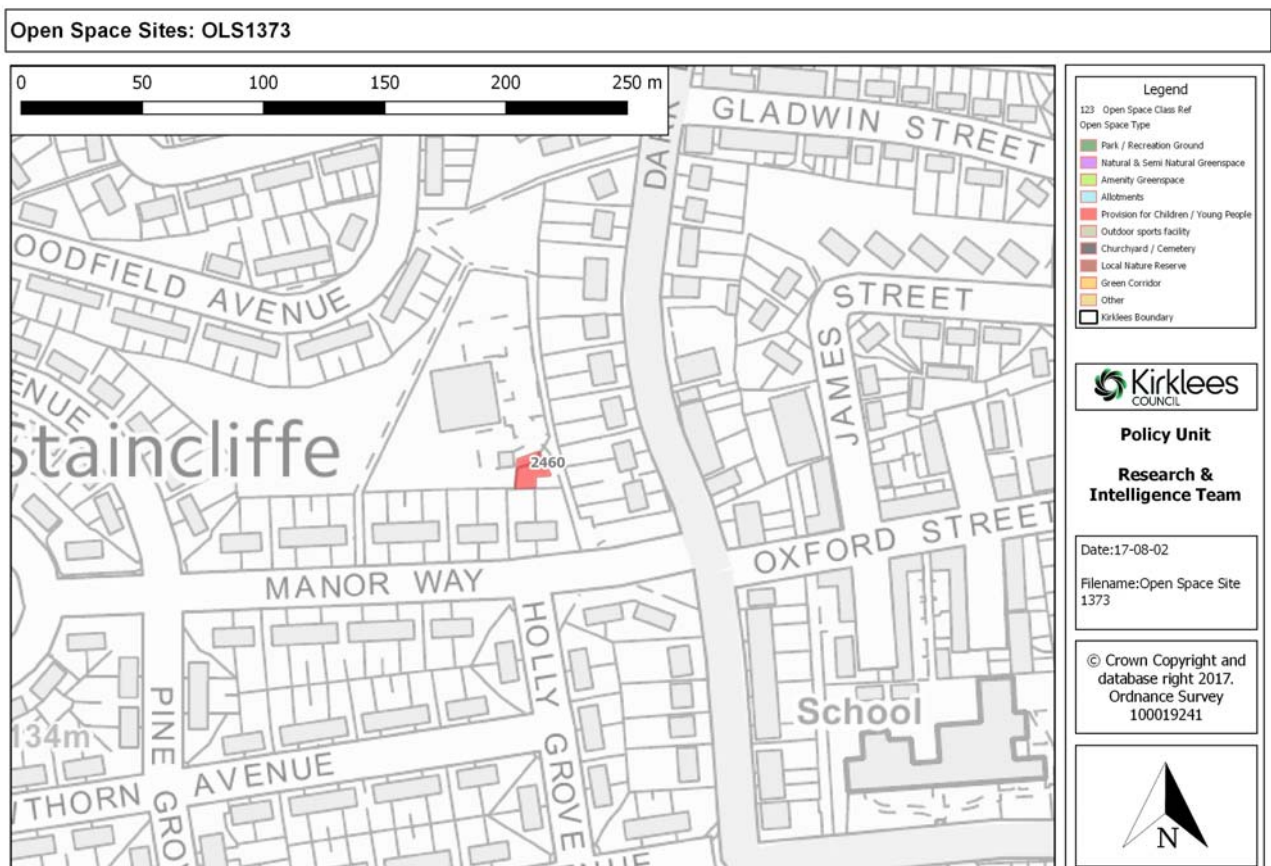 Open Space Sites: OLS1373
0 50 100 150 200 250 m
GLADWIN STREET
OODFIELD AVENUE
STREET
JAMES
ENUE
Staincliffe
2460
OXFORD STREET
MANOR WAY
HOLLY GROVE
PINE GRO
School
134m
WTHORN AVENUE
Legend
123 Open Space Class Ref
Open Space Type
Park / Recreation Ground
Natural & Semi Natural Greenspace
Amenity Greenspace
Allotments
Provision for Children / Young People
Outdoor sports facility
Churchyard / Cemetery
Local Nature Reserve
Green Corridor
Other
Kirklees Boundary
Kirklees
COUNCIL
Policy Unit
Research &
Intelligence Team
Date:17-08-02
Filename:Open Space Site
1373
© Crown Copyright and
database right 2017.
Ordnance Survey
100019241
N